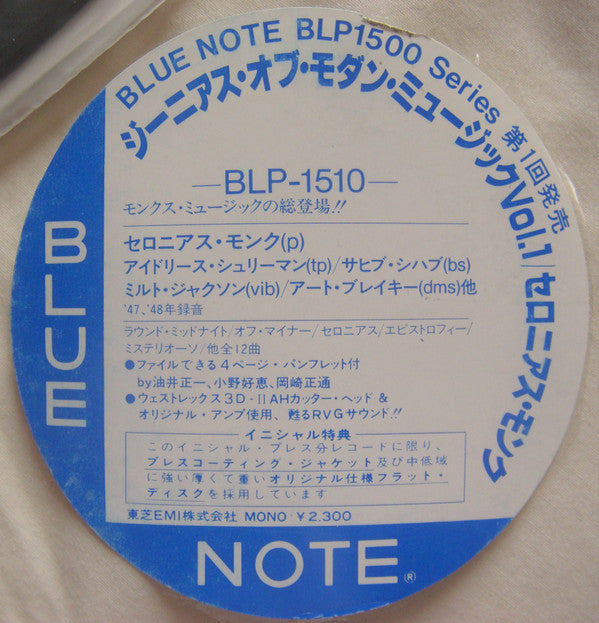 BLUE NOTE BLP1500 Series 第1回発売
ジーニアス・オブ・モダン・ミュージックVol.1/セロニアス・モンク
—BLP-1510—
モンクス・ミュージックの総登場!!
セロニアス・モンク(p)
アイドリース・シュリーマン(tp)/サヒブ・シハブ(bs)
ミルト・ジャクソン(vib)/アート・ブレイキー(dms)他
'47、'48年録音
ラウンド・ミッドナイト/オフ・マイナー/セロニアス/エピストロフィー/
ミステリオーソ/他全12曲
●ファイルできる4ページ・パンフレット付
by油井正一、小野好恵、岡崎正通
●ウェストレックス3D-ⅡAHカッター・ヘッド&
オリジナル・アンプ使用、甦るRVGサウンド!!
イニシャル特典
このイニシャル・プレス分レコードに限り、
プレスコーティング・ジャケット及び中低域
に強い厚くて重いオリジナル仕様フラット・
ディスクを採用しています
東芝EMI株式会社 MONO・¥2,300
BLUE
NOTE®